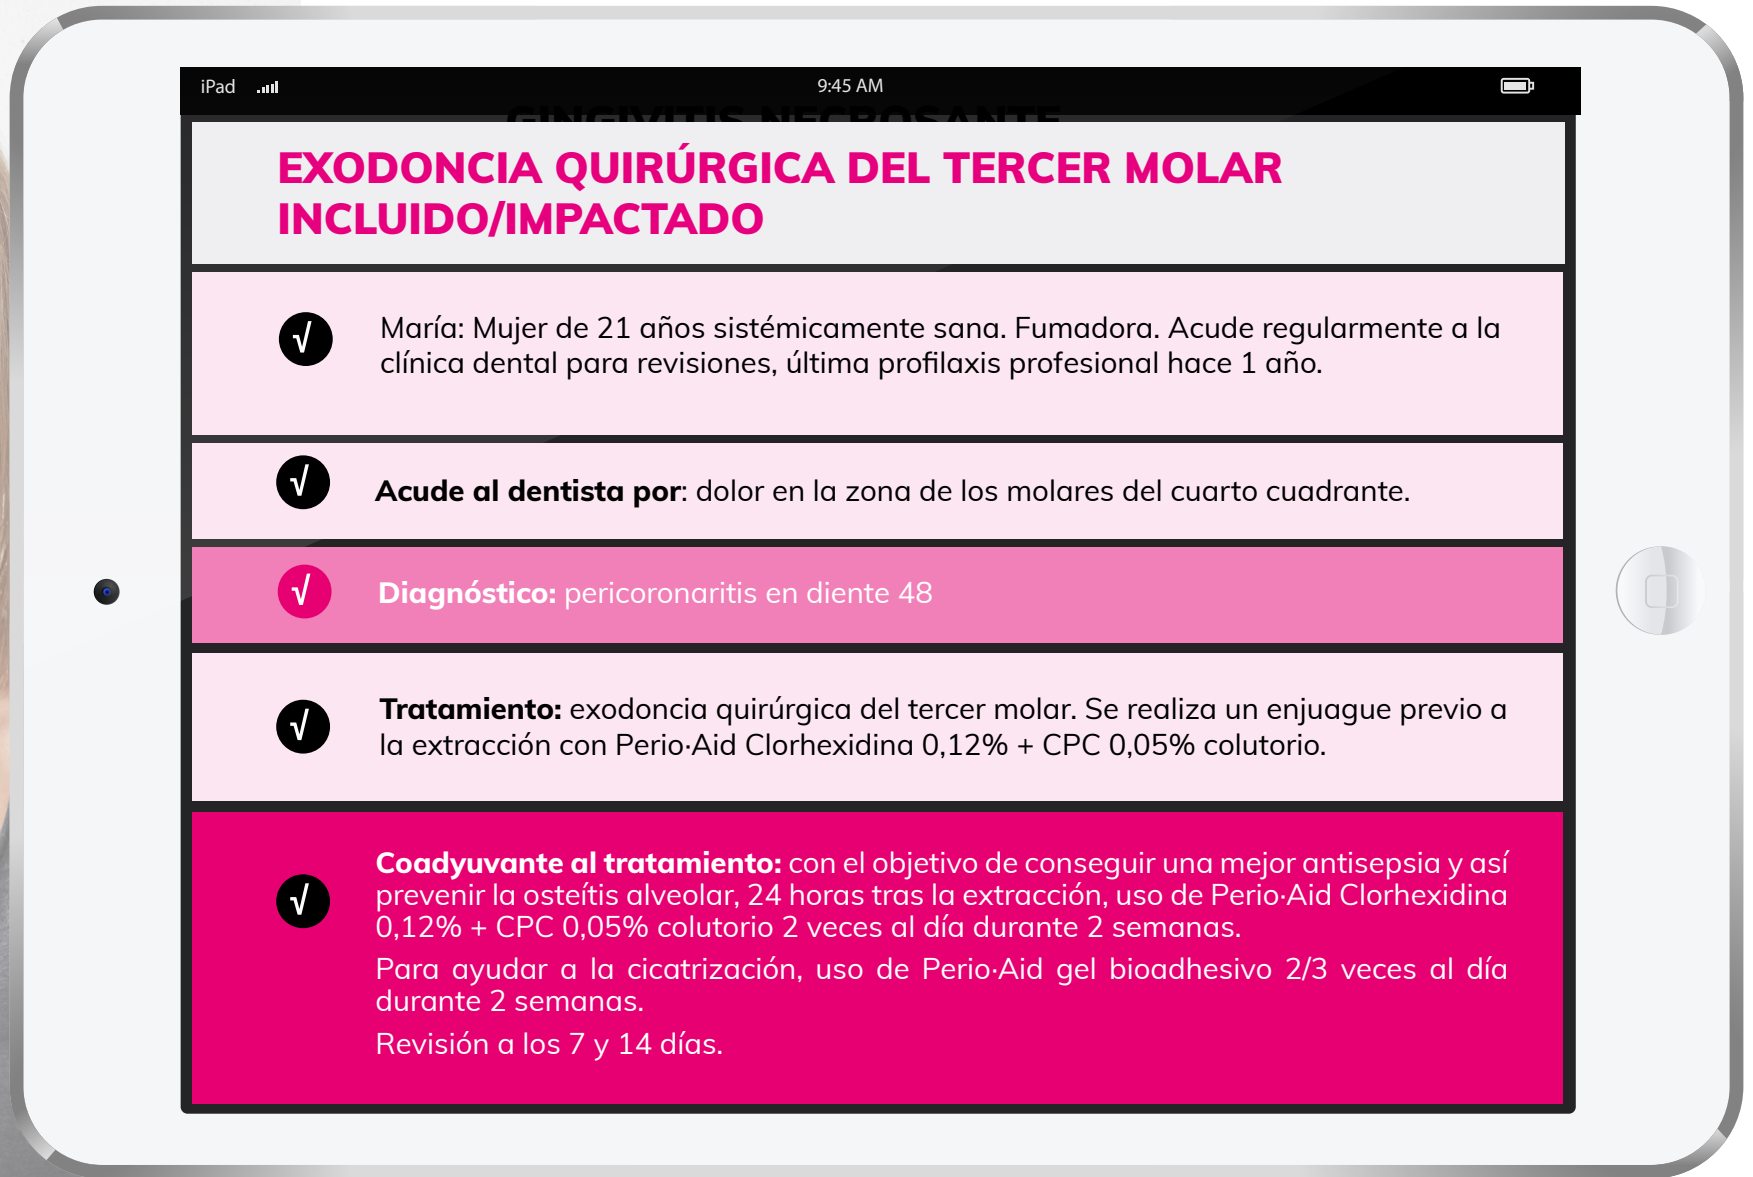 iPad
9:45 AM
GINGIVITIS NECROSANTE
EXODONCIA QUIRÚRGICA DEL TERCER MOLAR
INCLUIDO/IMPACTADO
√ María: Mujer de 21 años sistémicamente sana. Fumadora. Acude regularmente a la
clínica dental para revisiones, última profilaxis profesional hace 1 año.
√ Acude al dentista por: dolor en la zona de los molares del cuarto cuadrante.
√ Diagnóstico: pericoronaritis en diente 48
√ Tratamiento: exodoncia quirúrgica del tercer molar. Se realiza un enjuague previo a
la extracción con Perio·Aid Clorhexidina 0,12% + CPC 0,05% colutorio.
√ Coadyuvante al tratamiento: con el objetivo de conseguir una mejor antisepsia y así
prevenir la osteítis alveolar, 24 horas tras la extracción, uso de Perio·Aid Clorhexidina
0,12% + CPC 0,05% colutorio 2 veces al día durante 2 semanas.
Para ayudar a la cicatrización, uso de Perio·Aid gel bioadhesivo 2/3 veces al día
durante 2 semanas.
Revisión a los 7 y 14 días.